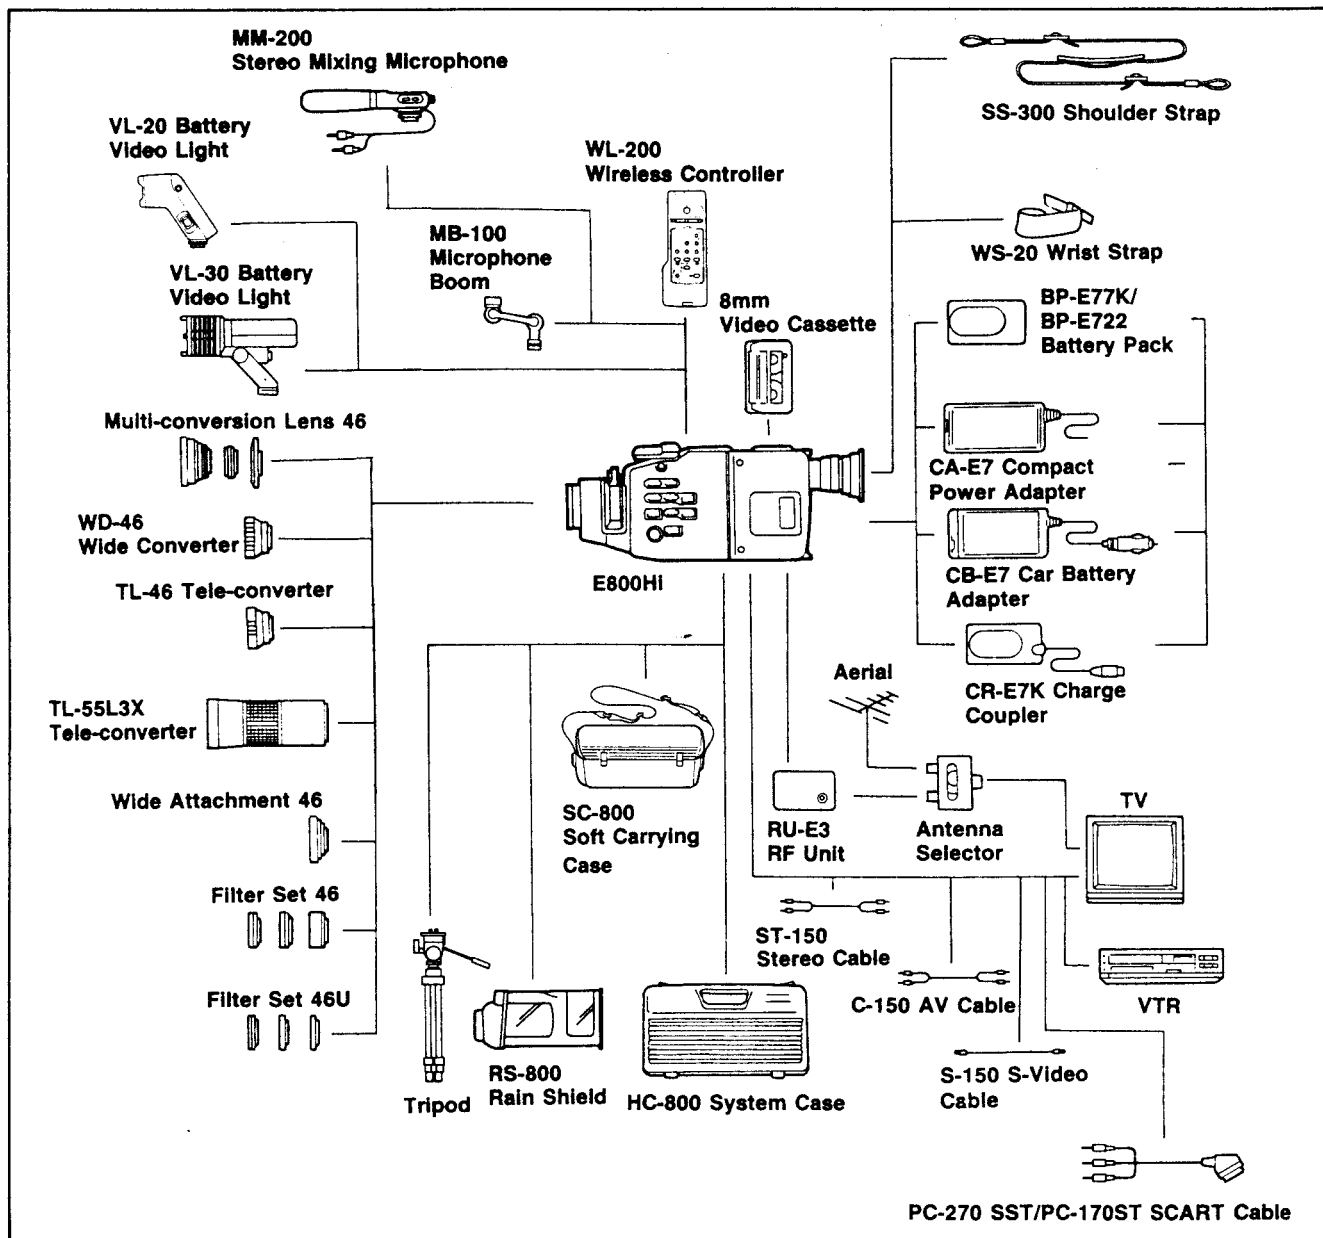 MM-200
Stereo Mixing Microphone
SS-300 Shoulder Strap
VL-20 Battery
Video Light
WL-200
Wireless Controller
MB-100
Microphone
Boom
WS-20 Wrist Strap
VL-30 Battery
Video Light
8mm
Video Cassette
BP-E77K/
BP-E722
Battery Pack
Multi-conversion Lens 46
CA-E7 Compact
Power Adapter
WD-46
Wide Converter
E800Hi
CB-E7 Car Battery
Adapter
TL-46 Tele-converter
Aerial
CR-E7K Charge
Coupler
TL-55L3X
Tele-converter
Wide Attachment 46
SC-800
Soft Carrying
Case
RU-E3
RF Unit
Antenna
Selector
TV
Filter Set 46
ST-150
Stereo Cable
Filter Set 46U
C-150 AV Cable
VTR
RS-800
Rain Shield
Tripod
HC-800 System Case
S-150 S-Video
Cable
PC-270 SST/PC-170ST SCART Cable